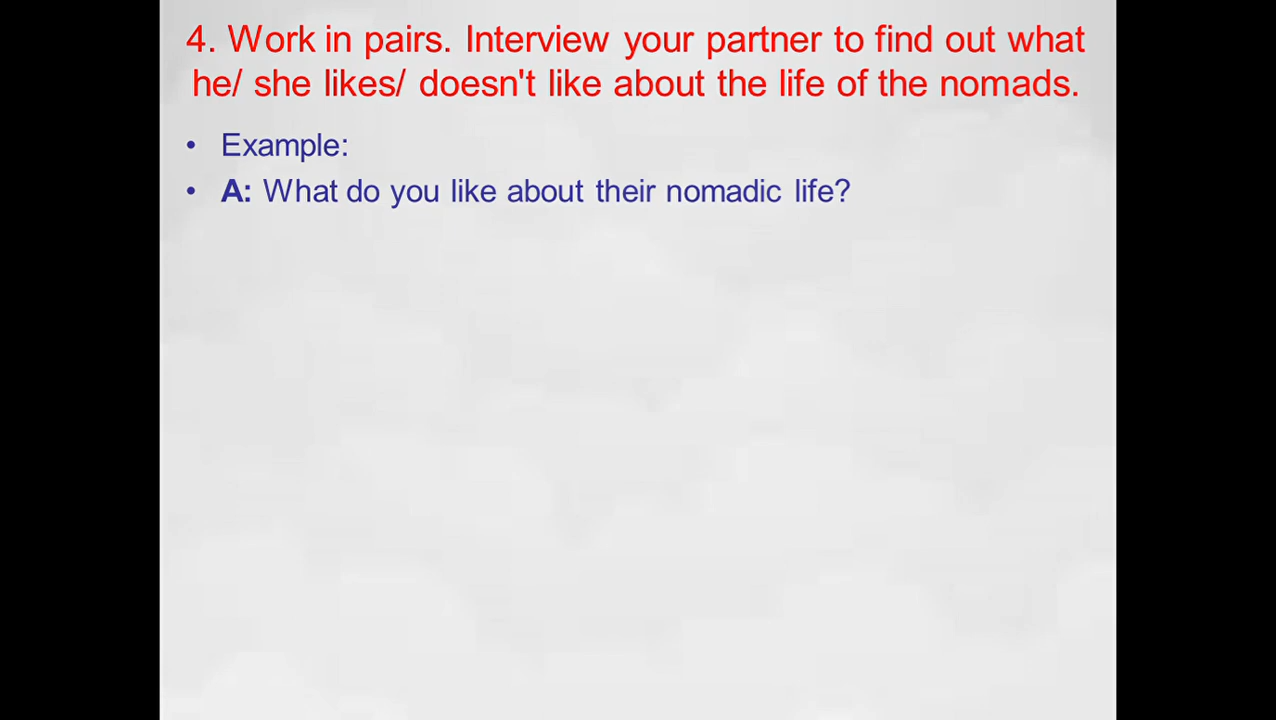 4. Work in pairs. Interview your partner to find out what
he/ she likes/ doesn't like about the life of the nomads.
• Example:
• A: What do you like about their nomadic life?